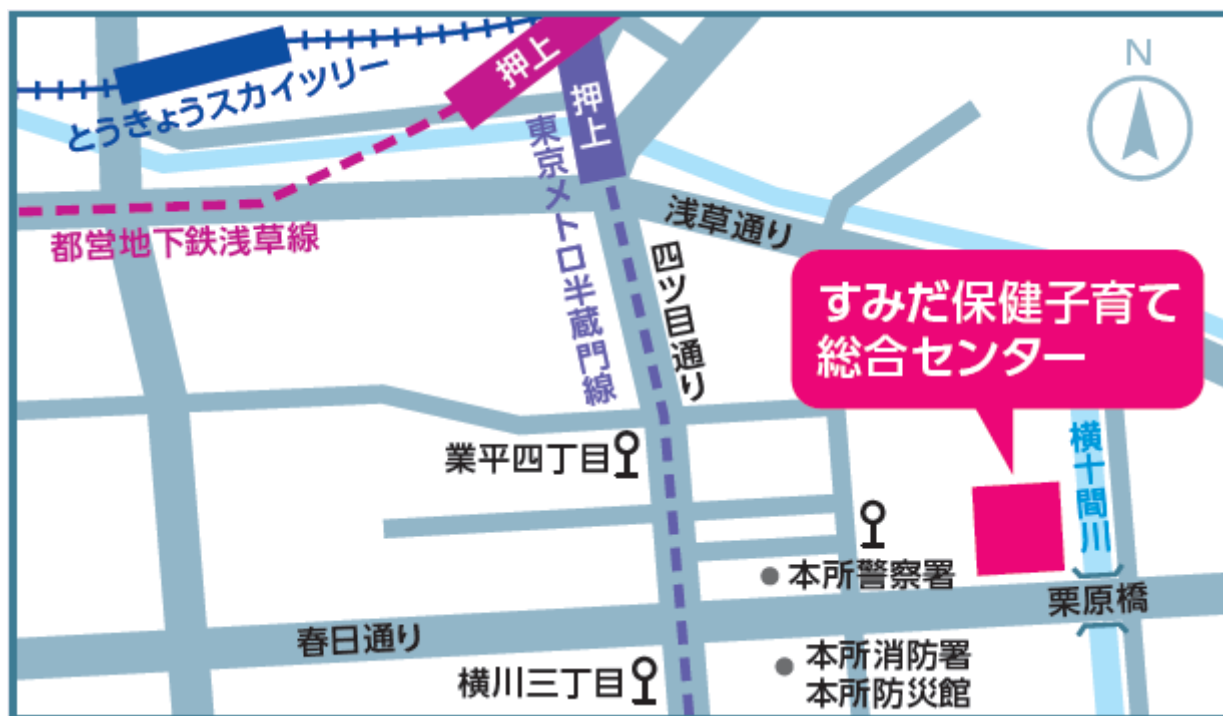 N
押上
押上
とうきょうスカイツリー
東京メトロ半蔵門線
浅草通り
都営地下鉄浅草線
四ツ目通り
すみだ保健子育て
総合センター
業平四丁目
横十間川
本所警察署
栗原橋
春日通り
本所消防署
本所防災館
横川三丁目